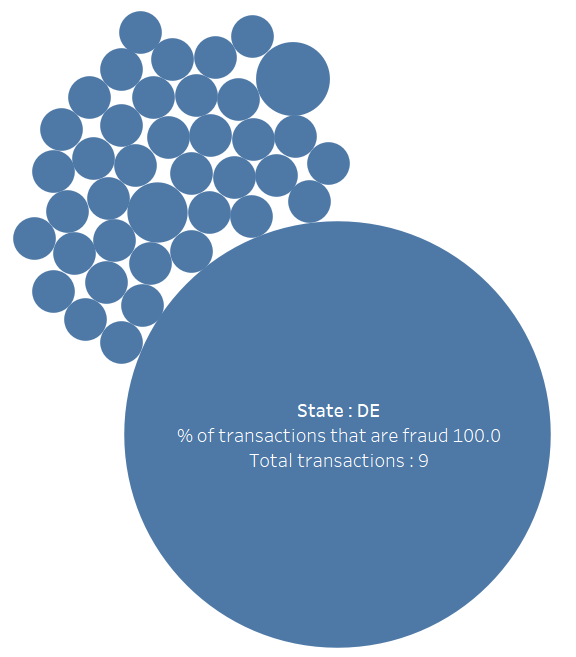 State : DE
% of transactions that are fraud 100.0
Total transactions : 9